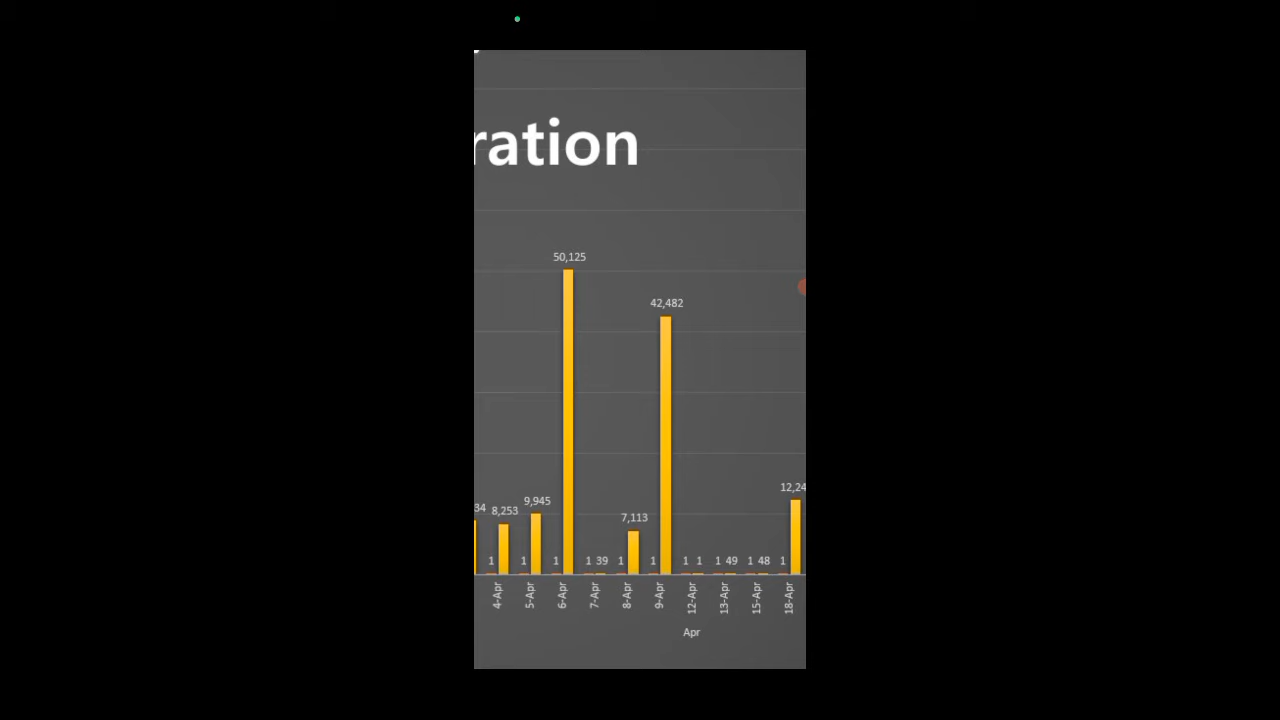 ration
50,125
42,482
34 8,253 9,945 7,113 12,24
1 1 1 1 39 1 1 1 1 1 49 1 48 1
4-Apr 5-Apr 6-Apr 7-Apr 8-Apr 9-Apr 12-Apr 13-Apr 15-Apr 18-Apr
Apr